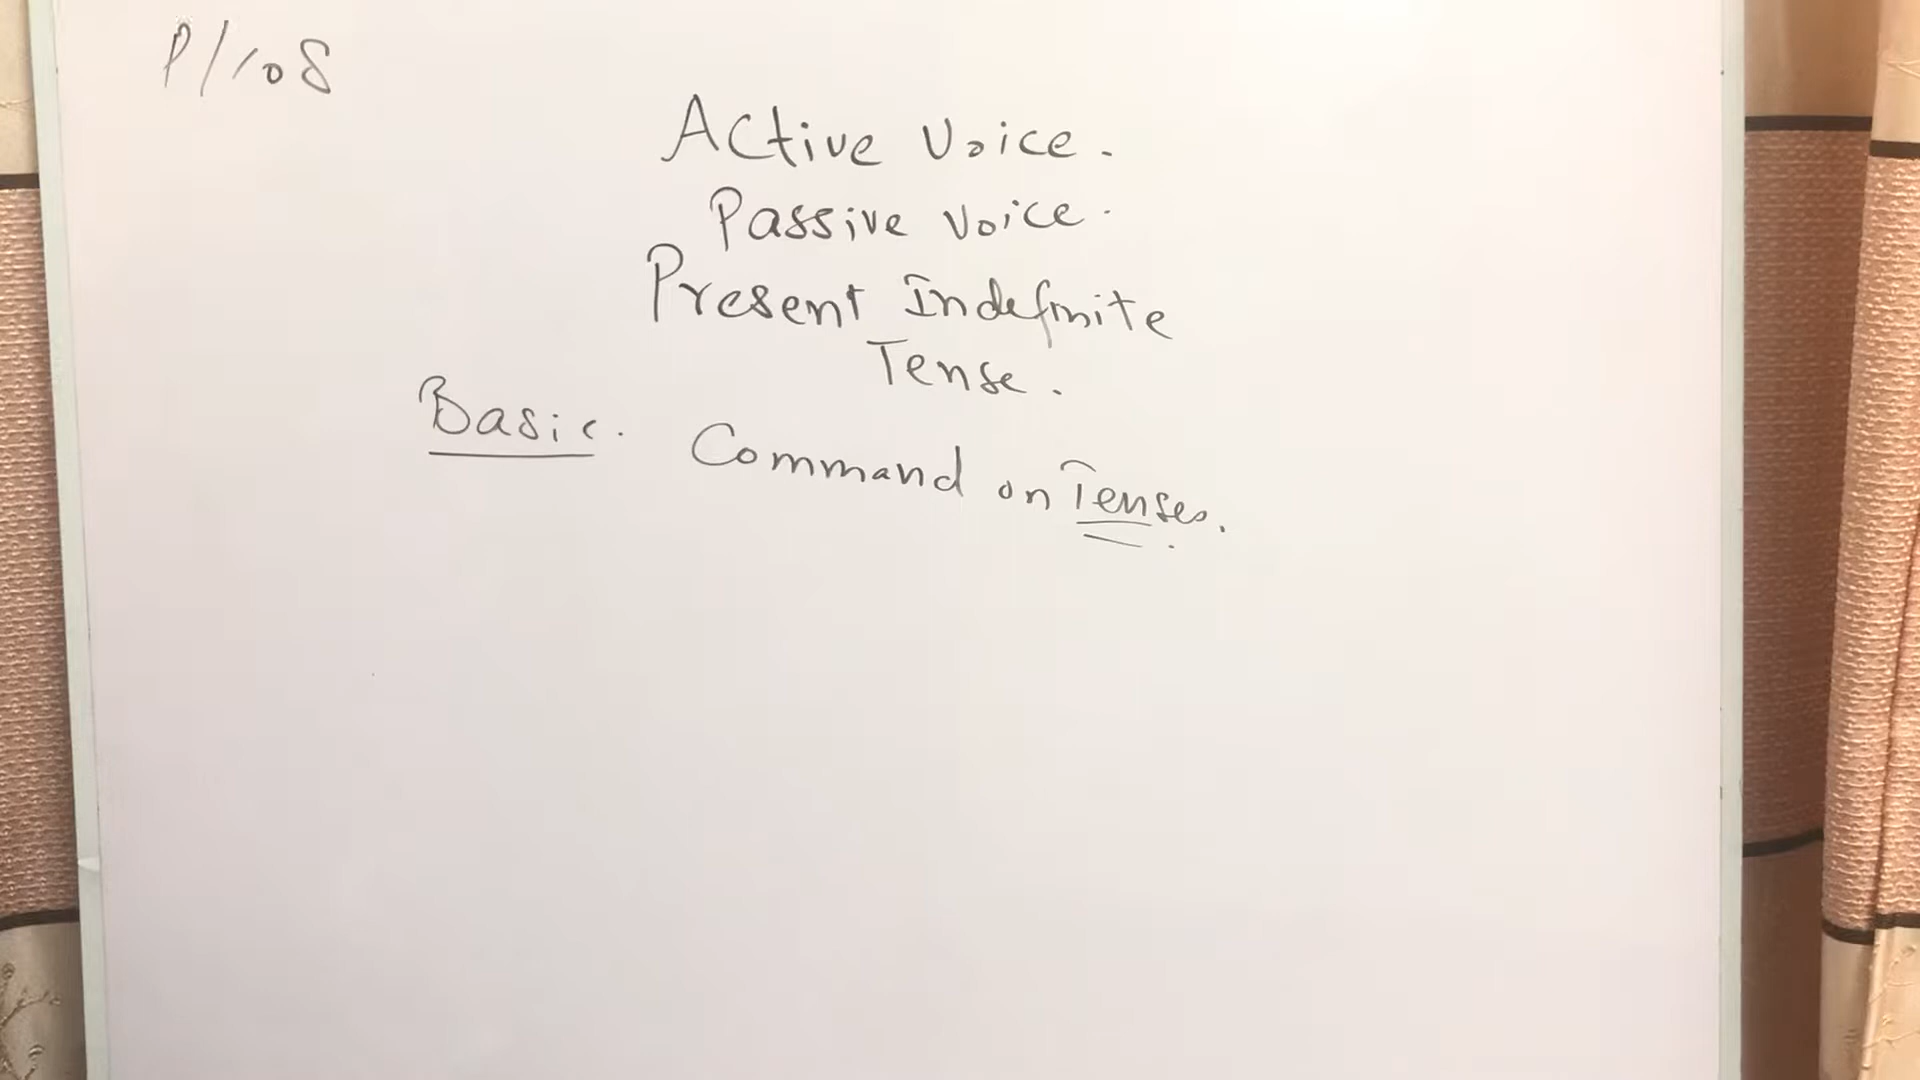 P/108
Active Voice.
Passive Voice.
Present Indefinite
Tense.
Basic. Command on Tenses.